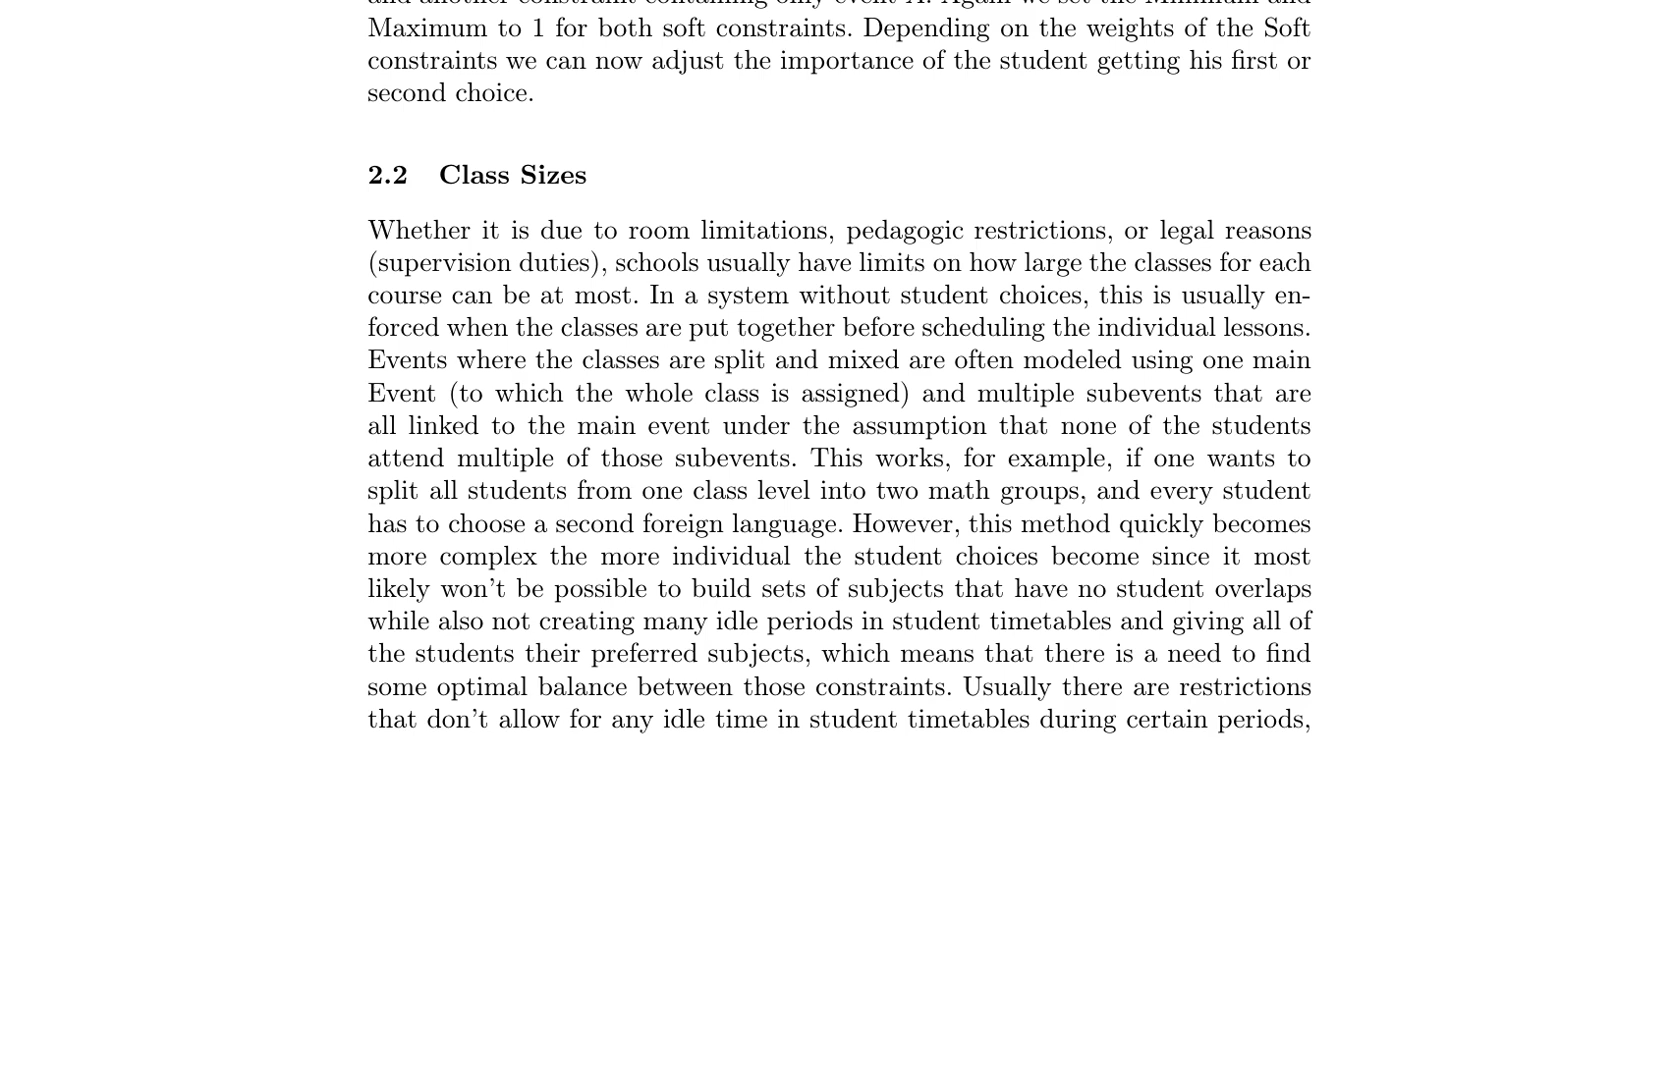 and another constraint containing only event A. Again we set the Minimum and
Maximum to 1 for both soft constraints. Depending on the weights of the Soft
constraints we can now adjust the importance of the student getting his first or
second choice.
2.2 Class Sizes
Whether it is due to room limitations, pedagogic restrictions, or legal reasons
(supervision duties), schools usually have limits on how large the classes for each
course can be at most. In a system without student choices, this is usually en-
forced when the classes are put together before scheduling the individual lessons.
Events where the classes are split and mixed are often modeled using one main
Event (to which the whole class is assigned) and multiple subevents that are
all linked to the main event under the assumption that none of the students
attend multiple of those subevents. This works, for example, if one wants to
split all students from one class level into two math groups, and every student
has to choose a second foreign language. However, this method quickly becomes
more complex the more individual the student choices become since it most
likely won't be possible to build sets of subjects that have no student overlaps
while also not creating many idle periods in student timetables and giving all of
the students their preferred subjects, which means that there is a need to find
some optimal balance between those constraints. Usually there are restrictions
that don't allow for any idle time in student timetables during certain periods,